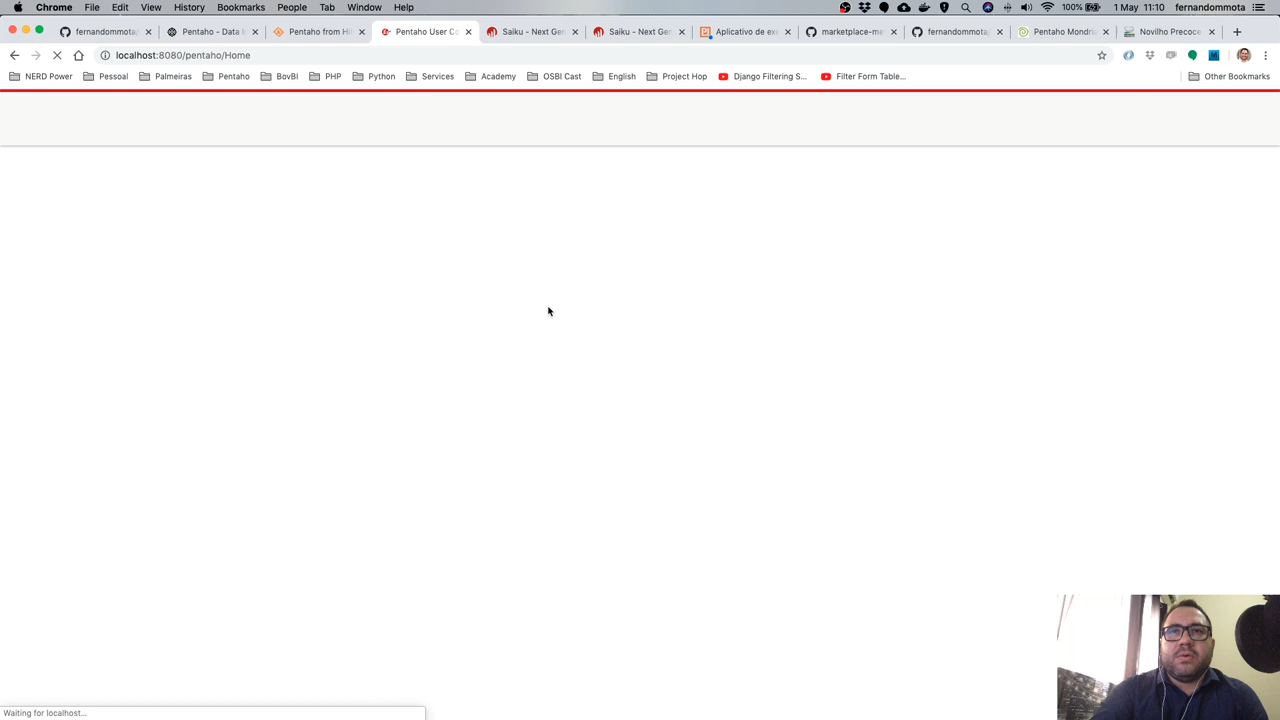 Chrome File Edit View History Bookmarks People Tab Window Help 100% 1 May 11:10 fernandommota
fernandommota/ Pentaho - Data I Pentaho from Hi Pentaho User Co Saiku - Next Gen Saiku - Next Gen Aplicativo de exe marketplace-me fernandommota Pentaho Mondri Novilho Precoce
localhost:8080/pentaho/Home
NERD Power Pessoal Palmeiras Pentaho BovBI PHP Python Services Academy OSBI Cast English Project Hop Django Filtering S... Filter Form Table... Other Bookmarks
Waiting for localhost...